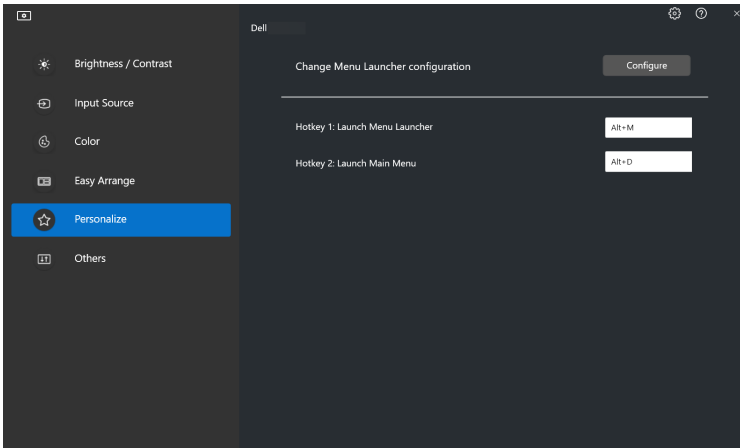 Dell
Brightness / Contrast
Input Source
Color
Easy Arrange
Personalize
Others
Change Menu Launcher configuration
Configure
Hotkey 1: Launch Menu Launcher
Alt+M
Hotkey 2: Launch Main Menu
Alt+D